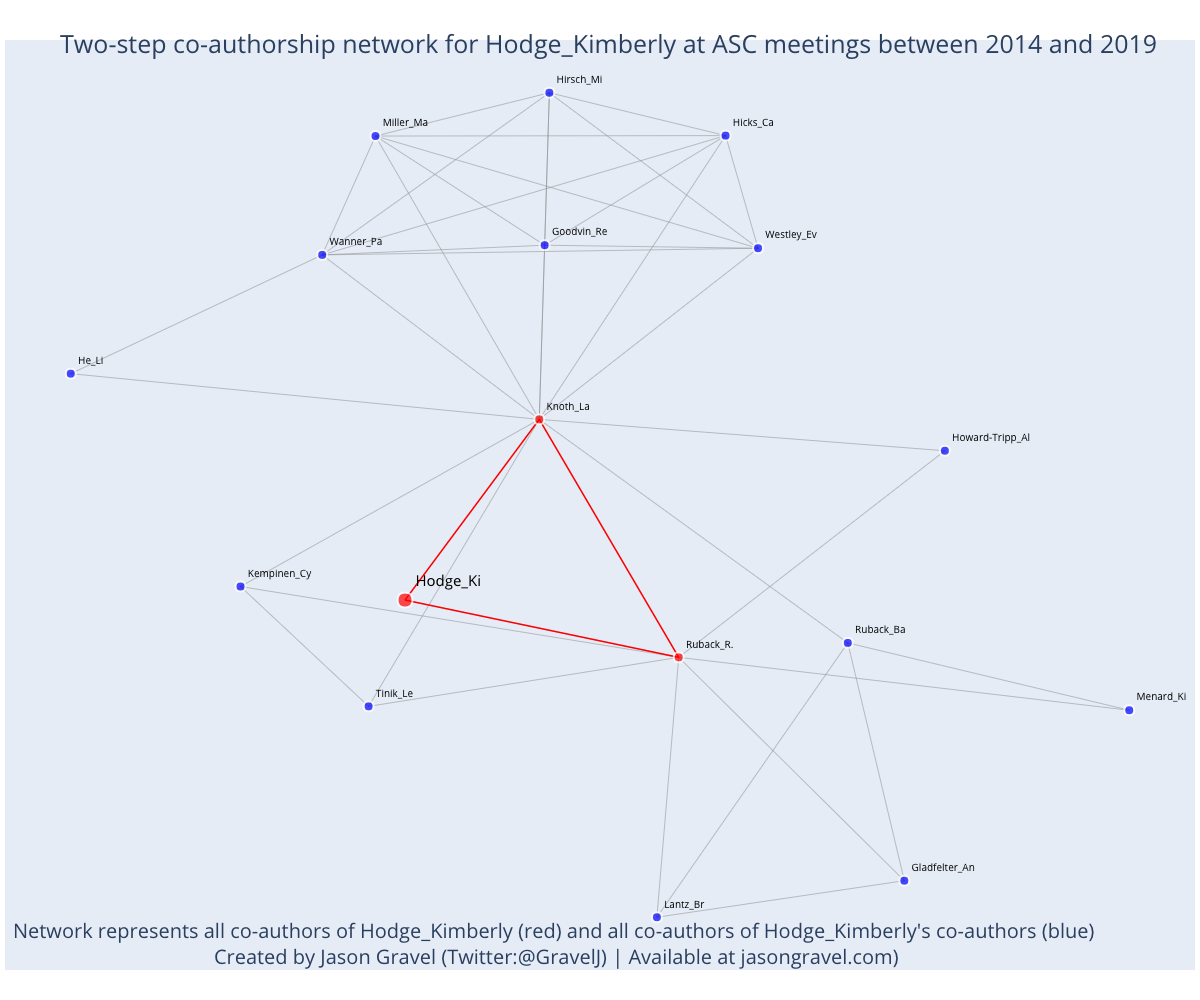 Two-step co-authorship network for Hodge_Kimberly at ASC meetings between 2014 and 2019
Hirsch_Mi
Miller_Ma
Hicks_Ca
Goodvin_Re
Westley_Ev
Wanner_Pa
He_Li
Knoth_La
Howard-Tripp_Al
Kempinen_Cy
Hodge_Ki
Ruback_Ba
Ruback_R.
Tinik_Le
Menard_Ki
Gladfelter_An
Lantz_Br
Network represents all co-authors of Hodge_Kimberly (red) and all co-authors of Hodge_Kimberly's co-authors (blue)
Created by Jason Gravel (Twitter:@GravelJ) | Available at jasongravel.com)